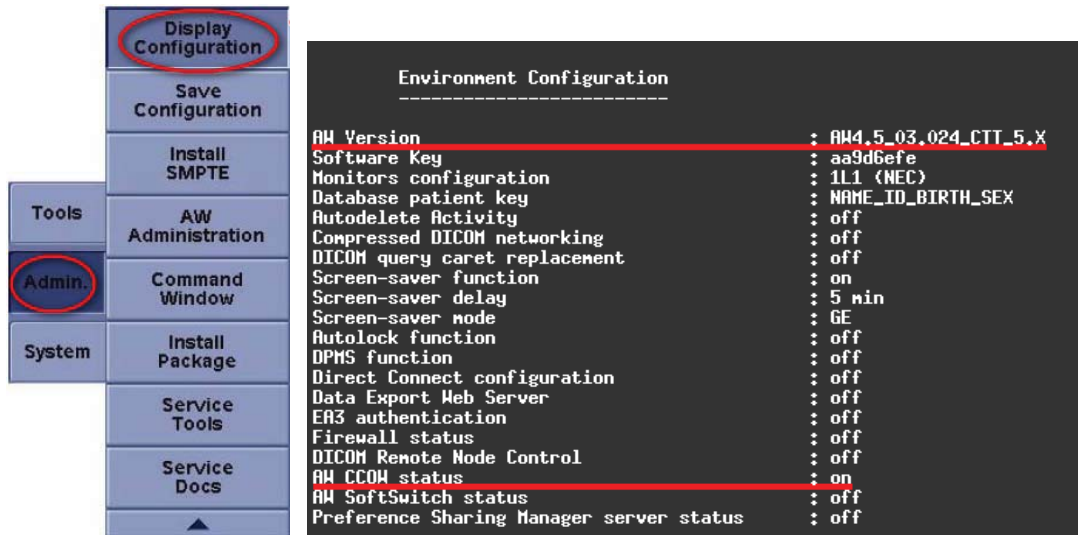 Display
Configuration
Save
Configuration
Install
SMPTE
AW
Administration
Command
Window
Install
Package
Service
Tools
Service
Docs
Tools
Admin.
System
Environment Configuration
--------------------------
AW Version : AW4.5_03.024_CTT_5.X
Software Key : aa9d6efe
Monitors configuration : 1L1 (NEC)
Database patient key : NAME_ID_BIRTH_SEX
Autodelete Activity : off
Compressed DICOM networking : off
DICOM query caret replacement : off
Screen-saver function : on
Screen-saver delay : 5 min
Screen-saver mode : GE
Autolock function : off
DPMS function : off
Direct Connect configuration : off
Data Export Web Server : off
EA3 authentication : off
Firewall status : off
DICOM Remote Node Control : off
AW CCOW status : on
AW SoftSwitch status : off
Preference Sharing Manager server status : off